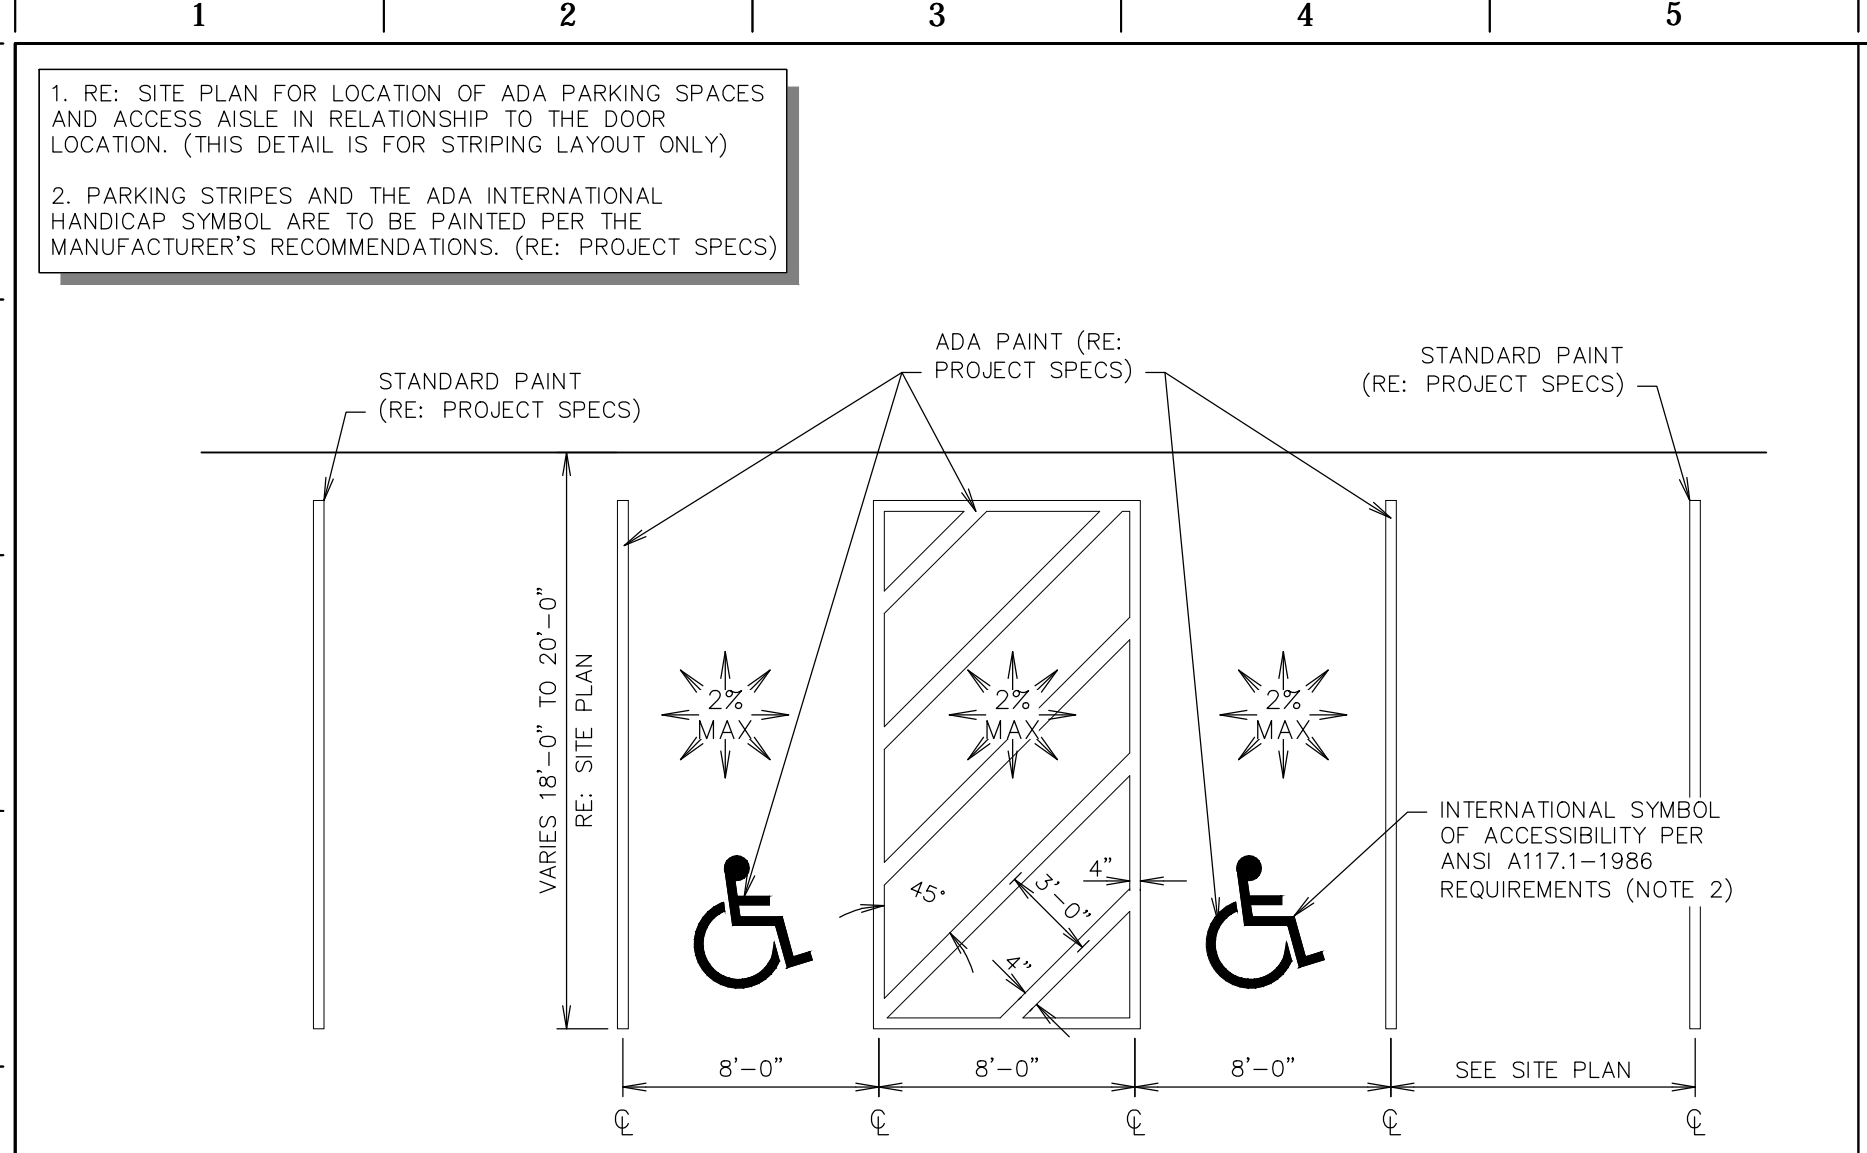 1 2 3 4 5
1. RE: SITE PLAN FOR LOCATION OF ADA PARKING SPACES
AND ACCESS AISLE IN RELATIONSHIP TO THE DOOR
LOCATION. (THIS DETAIL IS FOR STRIPING LAYOUT ONLY)
2. PARKING STRIPES AND THE ADA INTERNATIONAL
HANDICAP SYMBOL ARE TO BE PAINTED PER THE
MANUFACTURER'S RECOMMENDATIONS. (RE: PROJECT SPECS)
STANDARD PAINT
(RE: PROJECT SPECS)
ADA PAINT (RE:
PROJECT SPECS)
STANDARD PAINT
(RE: PROJECT SPECS)
VARIES 18'-0" TO 20'-0"
RE: SITE PLAN
2%
MAX
2%
MAX
2%
MAX
INTERNATIONAL SYMBOL
OF ACCESSIBILITY PER
ANSI A117.1-1986
REQUIREMENTS (NOTE 2)
45°
3'-0"
4"
4"
8'-0"
8'-0"
8'-0"
SEE SITE PLAN
℄ ℄ ℄ ℄ ℄